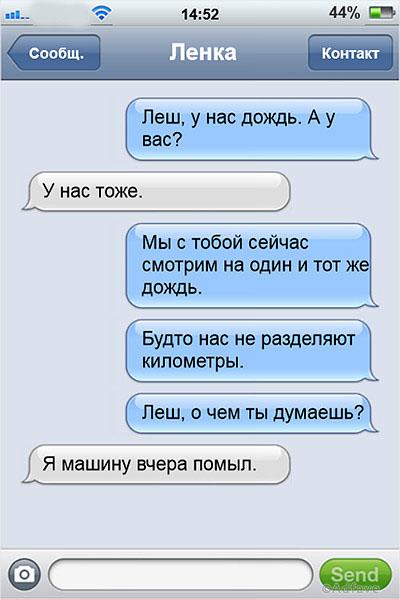 14:52
44%
Сообщ.
Ленка
Контакт
Леш, у нас дождь. А у
вас?
У нас тоже.
Мы с тобой сейчас
смотрим на один и тот же
дождь.
Будто нас не разделяют
километры.
Леш, о чем ты думаешь?
Я машину вчера помыл.
Send
©Adfave